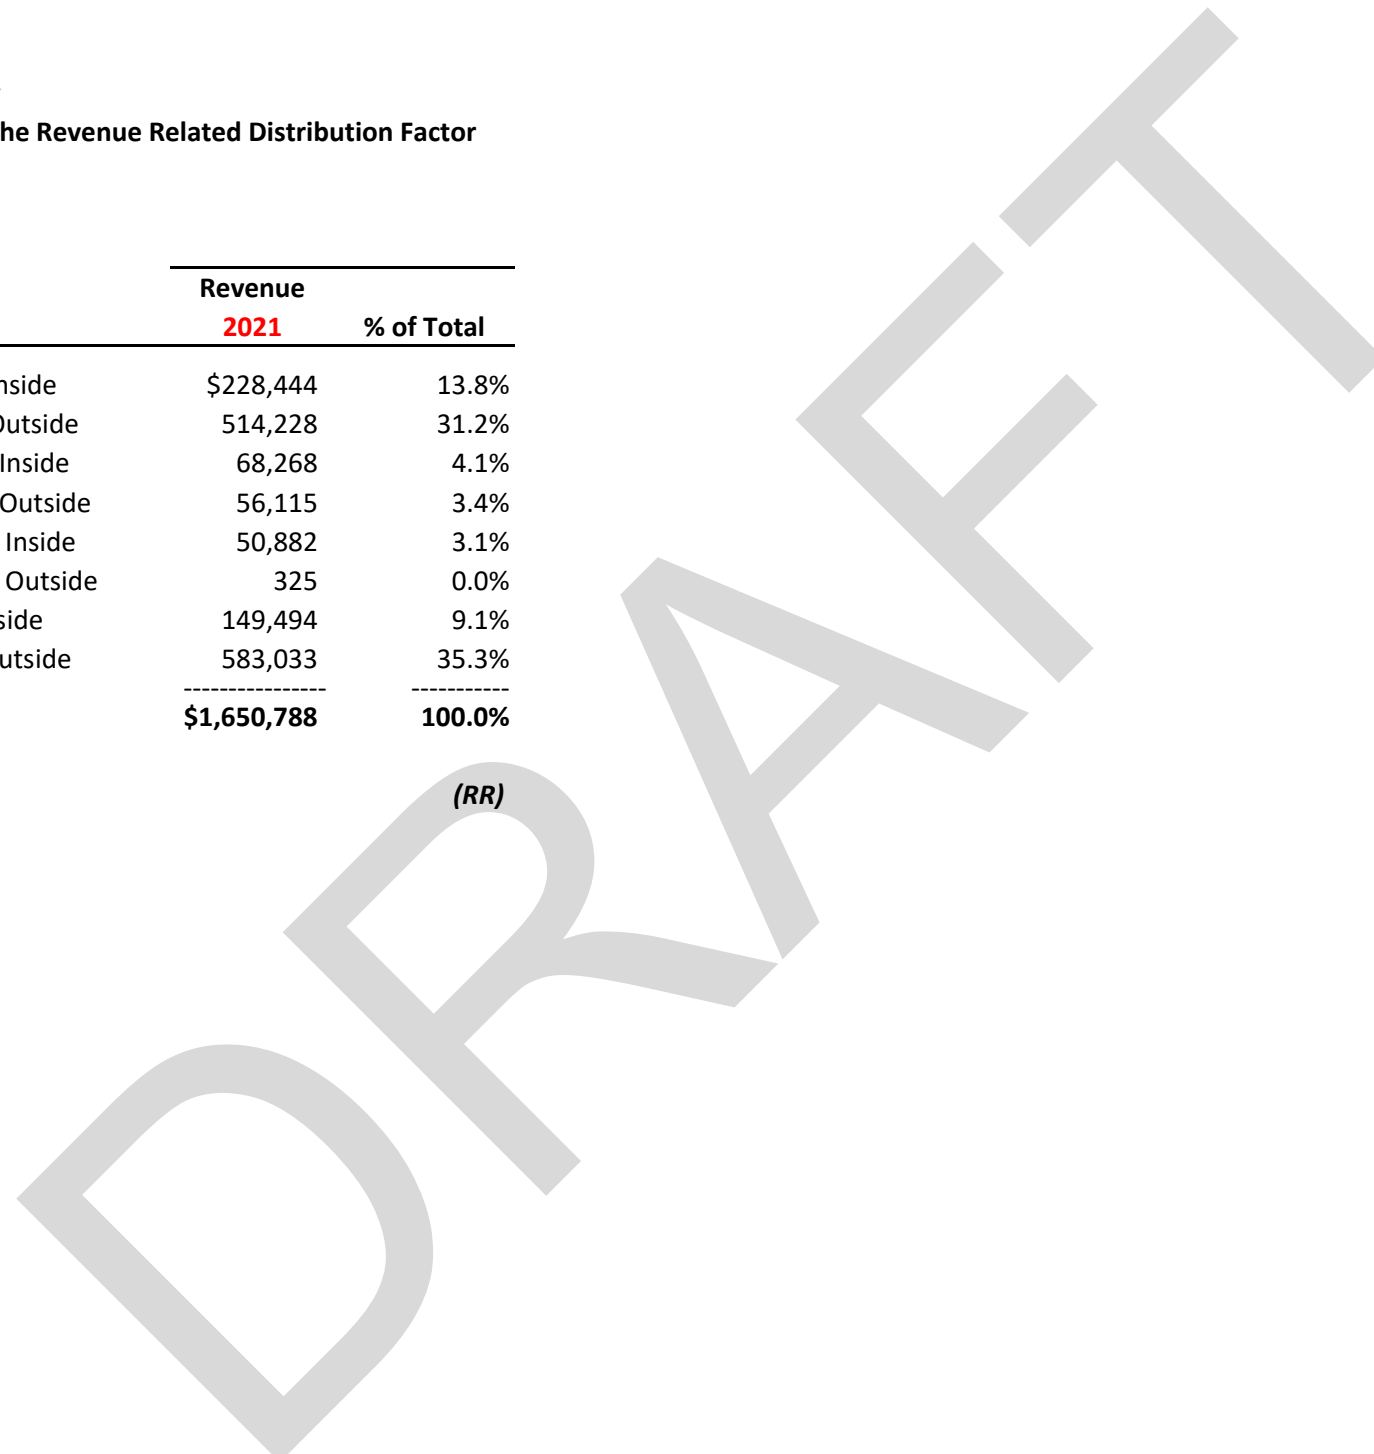 he Revenue Related Distribution Factor
Revenue
2021 % of Total
nside $228,444 13.8%
Outside 514,228 31.2%
Inside 68,268 4.1%
Outside 56,115 3.4%
Inside 50,882 3.1%
Outside 325 0.0%
side 149,494 9.1%
utside 583,033 35.3%
---------------- -----------
$1,650,788 100.0%
(RR)
DRAFT